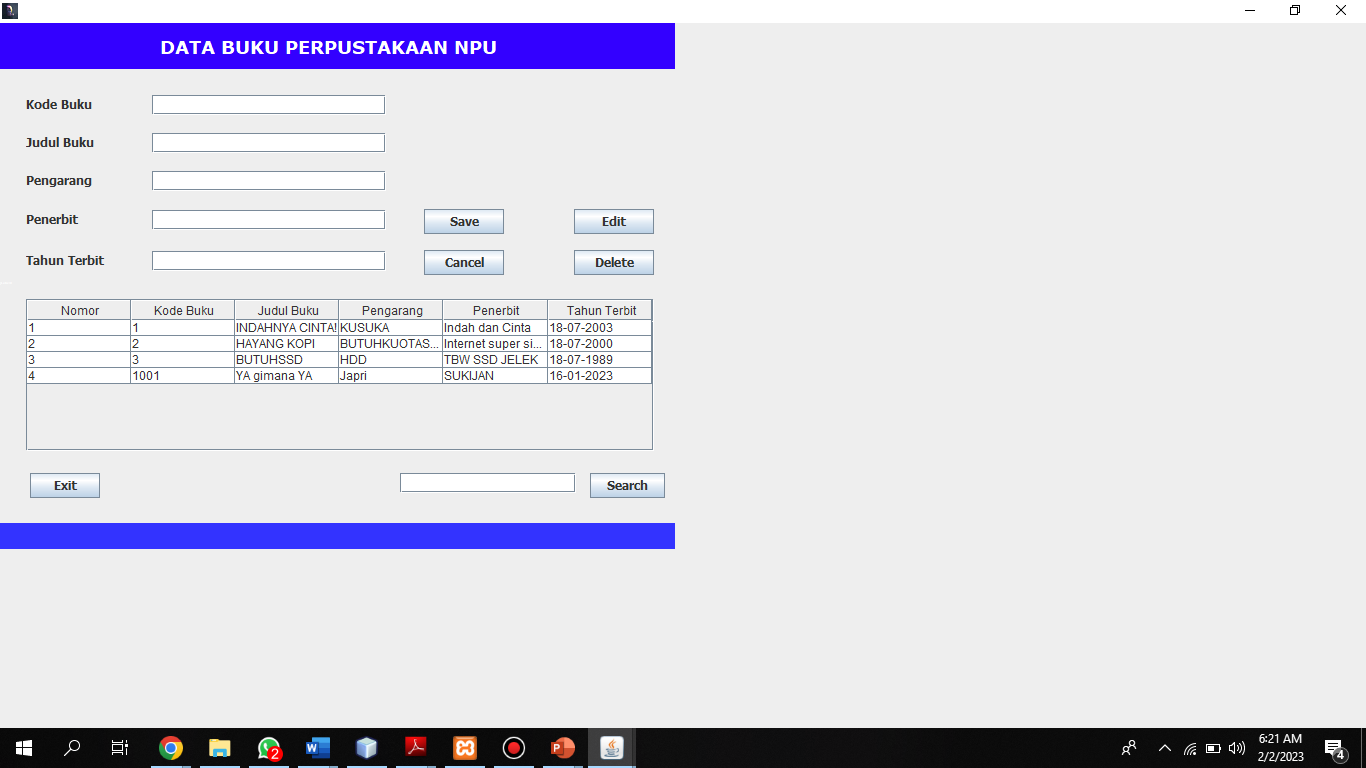 DATA BUKU PERPUSTAKAAN NPU
Kode Buku
Judul Buku
Pengarang
Penerbit Save Edit
Tahun Terbit Cancel Delete
Nomor Kode Buku Judul Buku Pengarang Penerbit Tahun Terbit
1 1 INDAHNYA CINTA! KUSUKA Indah dan Cinta 18-07-2003
2 2 HAYANG KOPI BUTUHKUOTAS... Internet super si... 18-07-2000
3 3 BUTUHSSD HDD TBW SSD JELEK 18-07-1989
4 1001 YA gimana YA Japri SUKIJAN 16-01-2023
Exit Search
2 W P 6:21 AM
2/2/2023 4